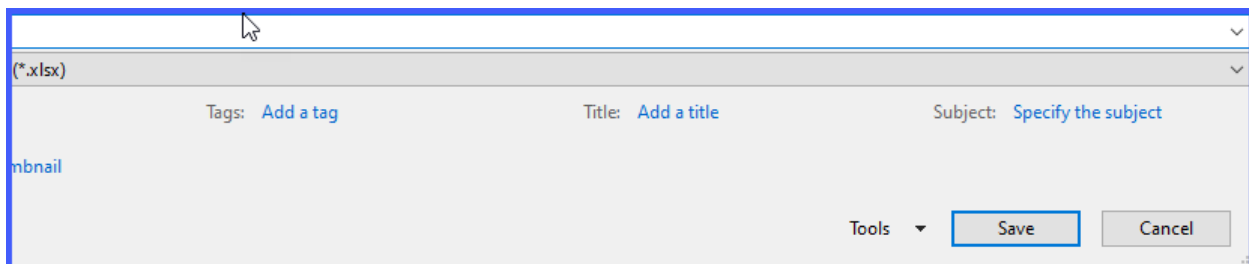 (*.xlsx)
Tags: Add a tag Title: Add a title Subject: Specify the subject
mbnail
Tools Save Cancel